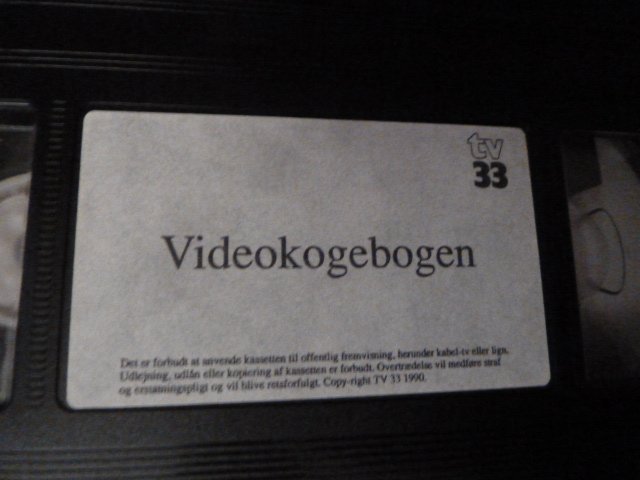 tv
33
Videokogebogen
Det er forbudt at anvende kassetten til offentlig fremvisning, herunder kabel-tv eller lign.
Udlejning, udlån eller kopiering af kassetten er forbudt. Overtrædelse vil medføre straf
og erstatningspligt og vil blive retsforfulgt. Copy-right TV 33 1990.